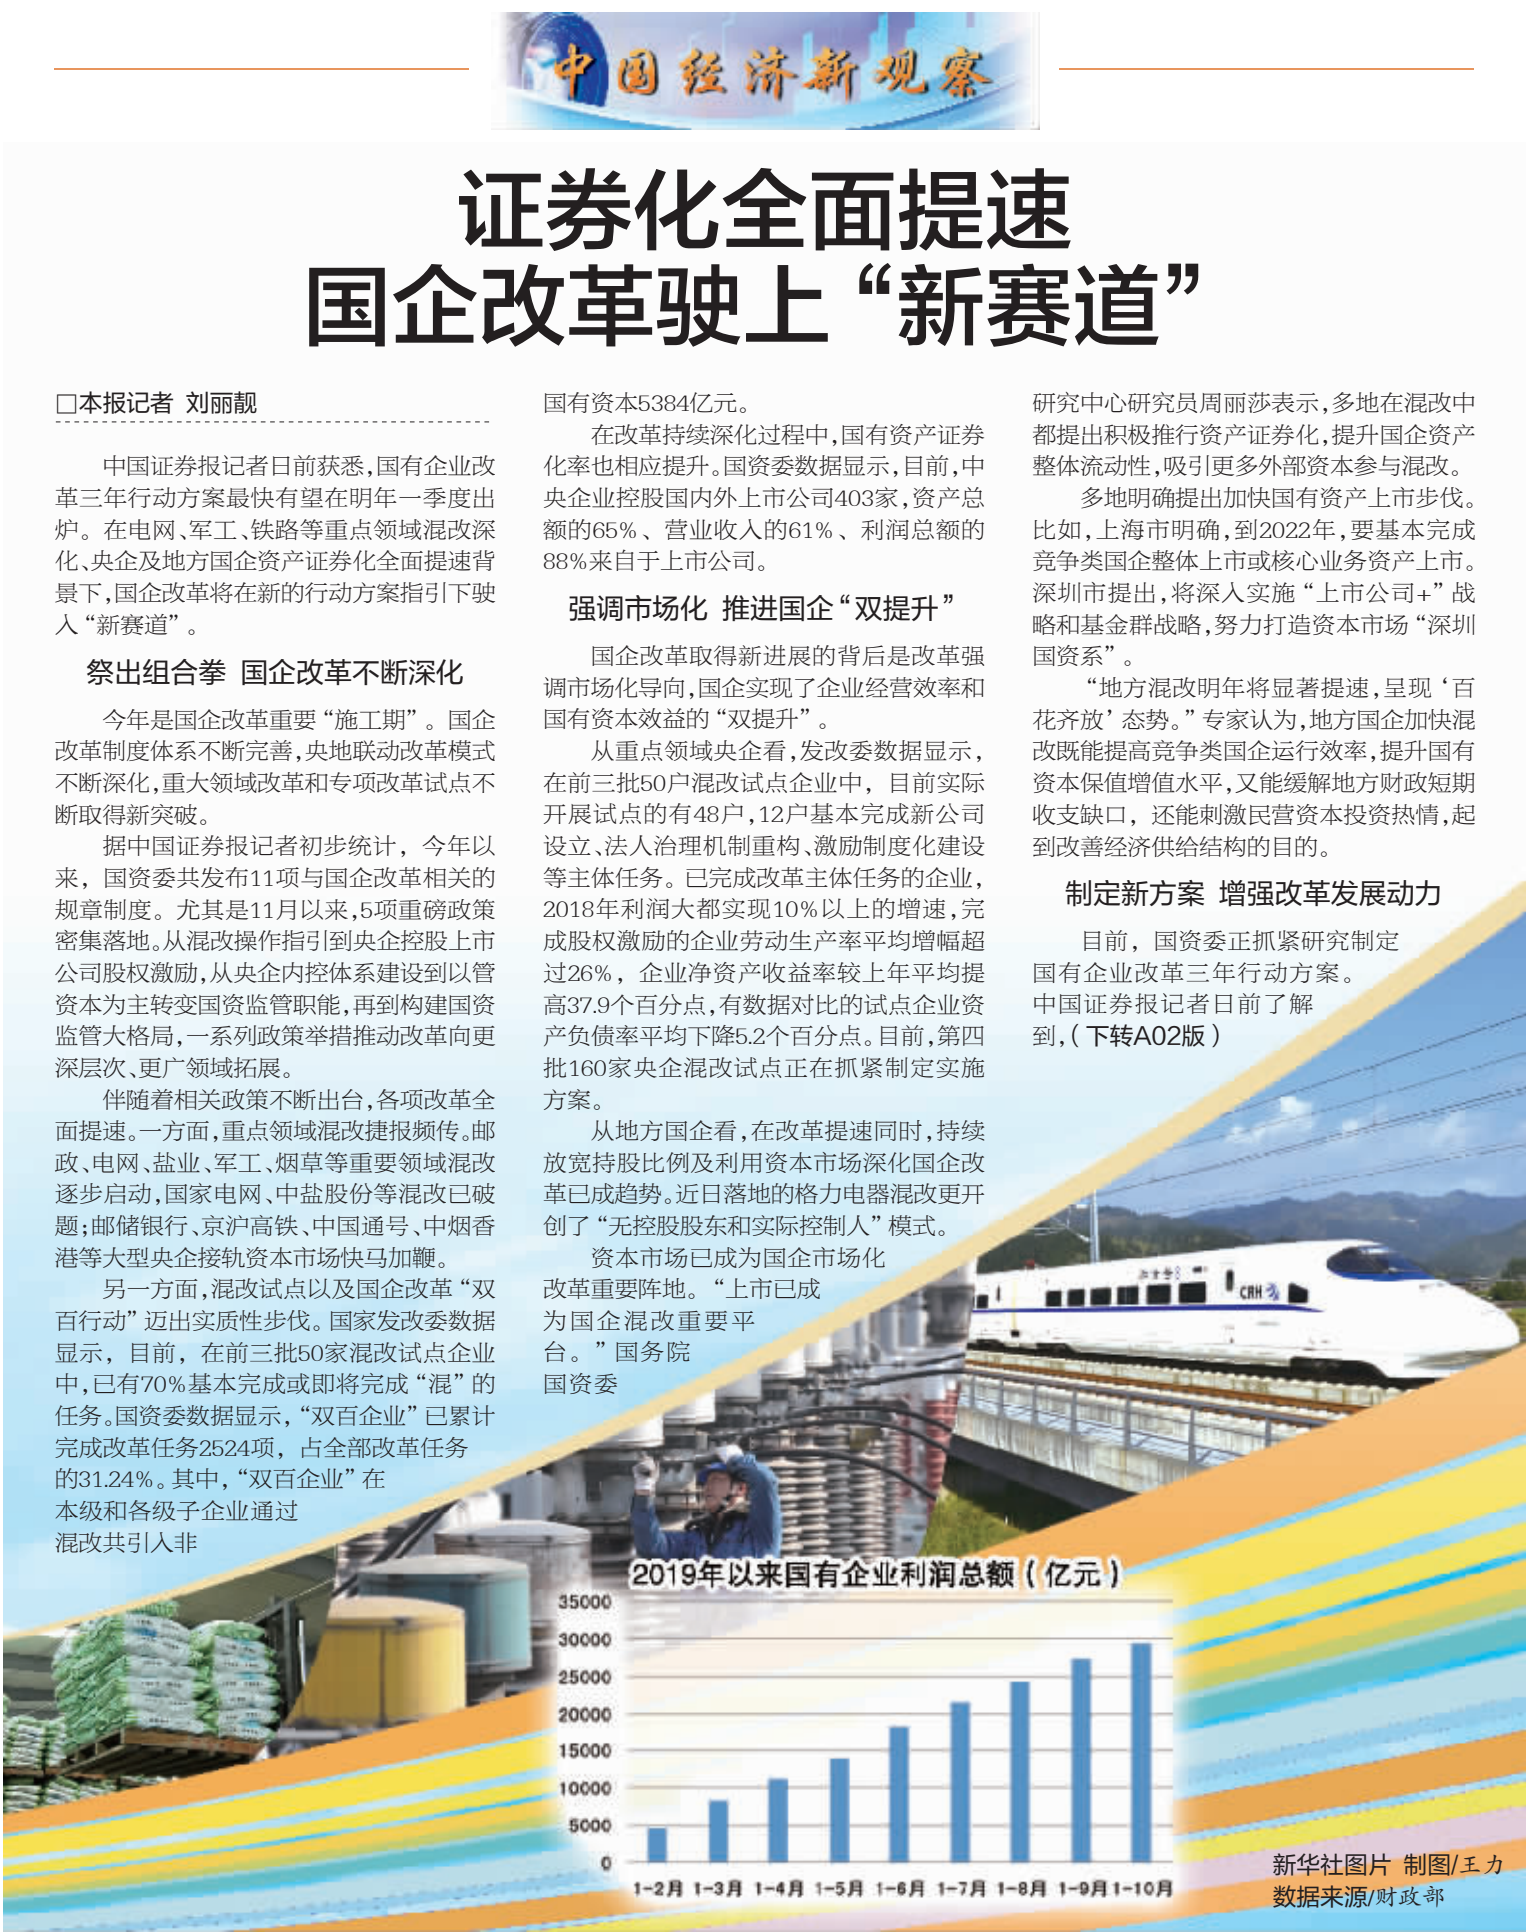 中国经济新观察
证券化全面提速
国企改革驶上“新赛道”
□本报记者 刘丽靓
中国证券报记者日前获悉，国有企业改
革三年行动方案最快有望在明年一季度出
炉。在电网、军工、铁路等重点领域混改深
化、央企及地方国企资产证券化全面提速背
景下，国企改革将在新的行动方案指引下驶
入“新赛道”。
祭出组合拳 国企改革不断深化
今年是国企改革重要“施工期”。国企
改革制度体系不断完善，央地联动改革模式
不断深化，重大领域改革和专项改革试点不
断取得新突破。
据中国证券报记者初步统计，今年以
来，国资委共发布11项与国企改革相关的
规章制度。尤其是11月以来，5项重磅政策
密集落地。从混改操作指引到央企控股上市
公司股权激励，从央企内控体系建设到以管
资本为主转变国资监管职能，再到构建国资
监管大格局，一系列政策举措推动改革向更
深层次、更广领域拓展。
伴随着相关政策不断出台，各项改革全
面提速。一方面，重点领域混改捷报频传。邮
政、电网、盐业、军工、烟草等重要领域混改
逐步启动，国家电网、中盐股份等混改已破
题；邮储银行、京沪高铁、中国通号、中烟香
港等大型央企接轨资本市场快马加鞭。
另一方面，混改试点以及国企改革“双
百行动”迈出实质性步伐。国家发改委数据
显示，目前，在前三批50家混改试点企业
中，已有70%基本完成或即将完成“混”的
任务。国资委数据显示，“双百企业”已累计
完成改革任务2524项，占全部改革任务
的31.24%。其中，“双百企业”在
本级和各级子企业通过
混改共引入非
国有资本5384亿元。
在改革持续深化过程中，国有资产证券
化率也相应提升。国资委数据显示，目前，中
央企业控股国内外上市公司403家，资产总
额的65%、营业收入的61%、利润总额的
88%来自于上市公司。
强调市场化 推进国企“双提升”
国企改革取得新进展的背后是改革强
调市场化导向，国企实现了企业经营效率和
国有资本效益的“双提升”。
从重点领域央企看，发改委数据显示，
在前三批50户混改试点企业中，目前实际
开展试点的有48户，12户基本完成新公司
设立、法人治理机制重构、激励制度化建设
等主体任务。已完成改革主体任务的企业，
2018年利润大都实现10%以上的增速，完
成股权激励的企业劳动生产率平均增幅超
过26%，企业净资产收益率较上年平均提
高37.9个百分点，有数据对比的试点企业资
产负债率平均下降5.2个百分点。目前，第四
批160家央企混改试点正在抓紧制定实施
方案。
从地方国企看，在改革提速同时，持续
放宽持股比例及利用资本市场深化国企改
革已成趋势。近日落地的格力电器混改更开
创了“无控股股东和实际控制人”模式。
资本市场已成为国企市场化
改革重要阵地。“上市已成
为国企混改重要平
台。”国务院
国资委
研究中心研究员周丽莎表示，多地在混改中
都提出积极推行资产证券化，提升国企资产
整体流动性，吸引更多外部资本参与混改。
多地明确提出加快国有资产上市步伐。
比如，上海市明确，到2022年，要基本完成
竞争类国企整体上市或核心业务资产上市。
深圳市提出，将深入实施“上市公司+”战
略和基金群战略，努力打造资本市场“深圳
国资系”。
“地方混改明年将显著提速，呈现‘百
花齐放’态势。”专家认为，地方国企加快混
改既能提高竞争类国企运行效率，提升国有
资本保值增值水平，又能缓解地方财政短期
收支缺口，还能刺激民营资本投资热情，起
到改善经济供给结构的目的。
制定新方案 增强改革发展动力
目前，国资委正抓紧研究制定
国有企业改革三年行动方案。
中国证券报记者日前了解
到，（下转A02版）
CRH
2019年以来国有企业利润总额（亿元）
35000
30000
25000
20000
15000
10000
5000
0
1-2月 1-3月 1-4月 1-5月 1-6月 1-7月 1-8月 1-9月 1-10月
新华社图片 制图/王力
数据来源/财政部